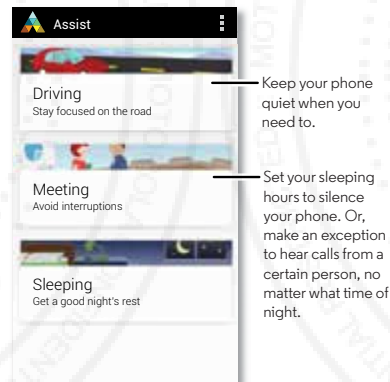 Assist
Driving
Stay focused on the road
Meeting
Avoid interruptions
Sleeping
Get a good night's rest
Keep your phone
quiet when you
need to.
Set your sleeping
hours to silence
your phone. Or,
make an exception
to hear calls from a
certain person, no
matter what time of
night.